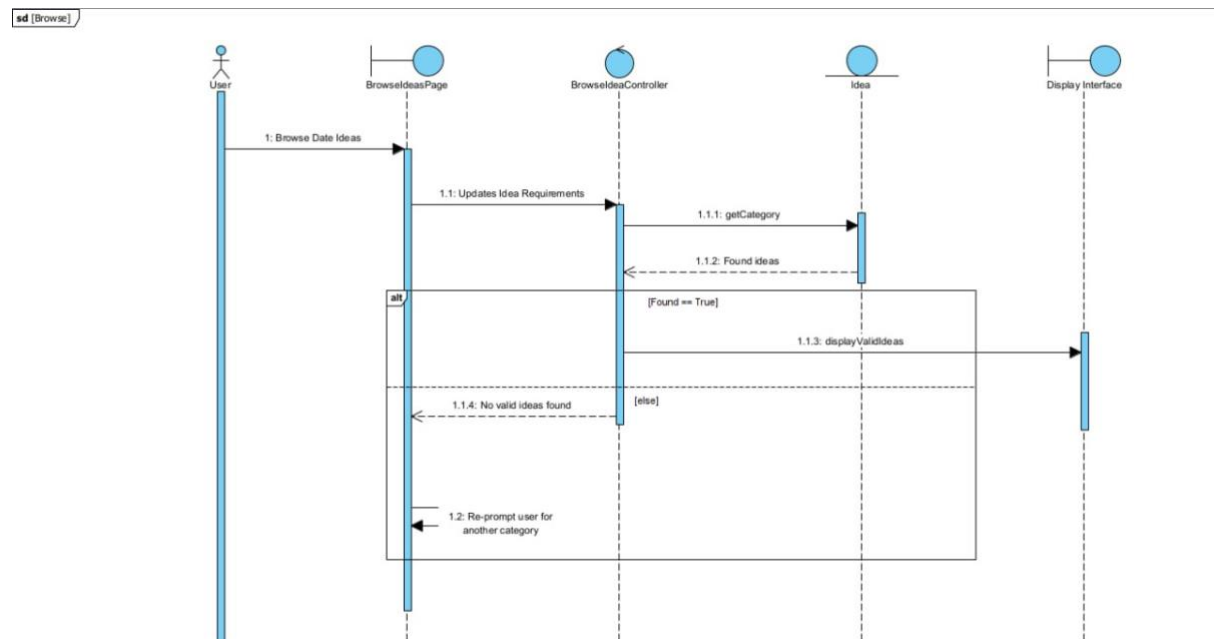 sd [Browse]
User
BrowseIdeasPage
BrowseIdeaController
Idea
Display Interface
1: Browse Date Ideas
1.1: Updates Idea Requirements
1.1.1: getCategory
1.1.2: Found ideas
alt
[Found == True]
1.1.3: displayValidIdeas
[else]
1.1.4: No valid ideas found
1.2: Re-prompt user for
another category